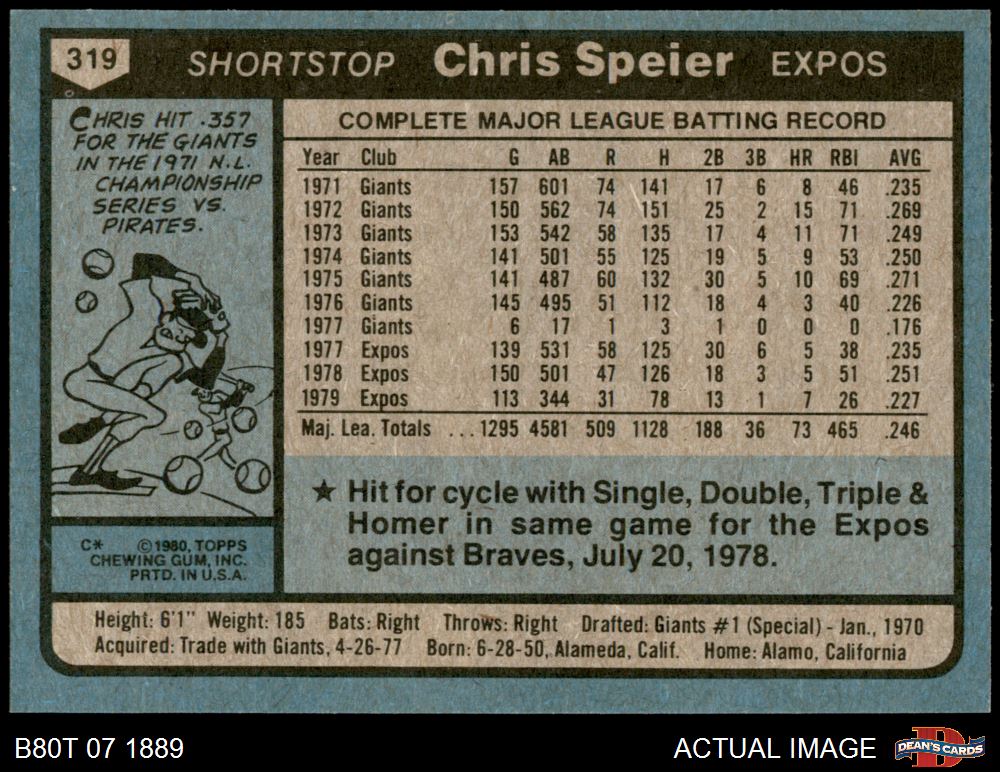 319 SHORTSTOP Chris Speier EXPOS
CHRIS HIT .357
FOR THE GIANTS
IN THE 1971 N.L.
CHAMPIONSHIP
SERIES VS.
PIRATES.
COMPLETE MAJOR LEAGUE BATTING RECORD
Year Club G AB R H 2B 3B HR RBI AVG
1971 Giants 157 601 74 141 17 6 8 46 .235
1972 Giants 150 562 74 151 25 2 15 71 .269
1973 Giants 153 542 58 135 17 4 11 71 .249
1974 Giants 141 501 55 125 19 5 9 53 .250
1975 Giants 141 487 60 132 30 5 10 69 .271
1976 Giants 145 495 51 112 18 4 3 40 .226
1977 Giants 6 17 1 3 1 0 0 0 .176
1977 Expos 139 531 58 125 30 6 5 38 .235
1978 Expos 150 501 47 126 18 3 5 51 .251
1979 Expos 113 344 31 78 13 1 7 26 .227
Maj. Lea. Totals ... 1295 4581 509 1128 188 36 73 465 .246
★ Hit for cycle with Single, Double, Triple &
Homer in same game for the Expos
against Braves, July 20, 1978.
C* ©1980, TOPPS
CHEWING GUM, INC.
PRTD. IN U.S.A.
Height: 6'1" Weight: 185 Bats: Right Throws: Right Drafted: Giants #1 (Special) - Jan., 1970
Acquired: Trade with Giants, 4-26-77 Born: 6-28-50, Alameda, Calif. Home: Alamo, California
B80T 07 1889 ACTUAL IMAGE D DEAN'S CARDS